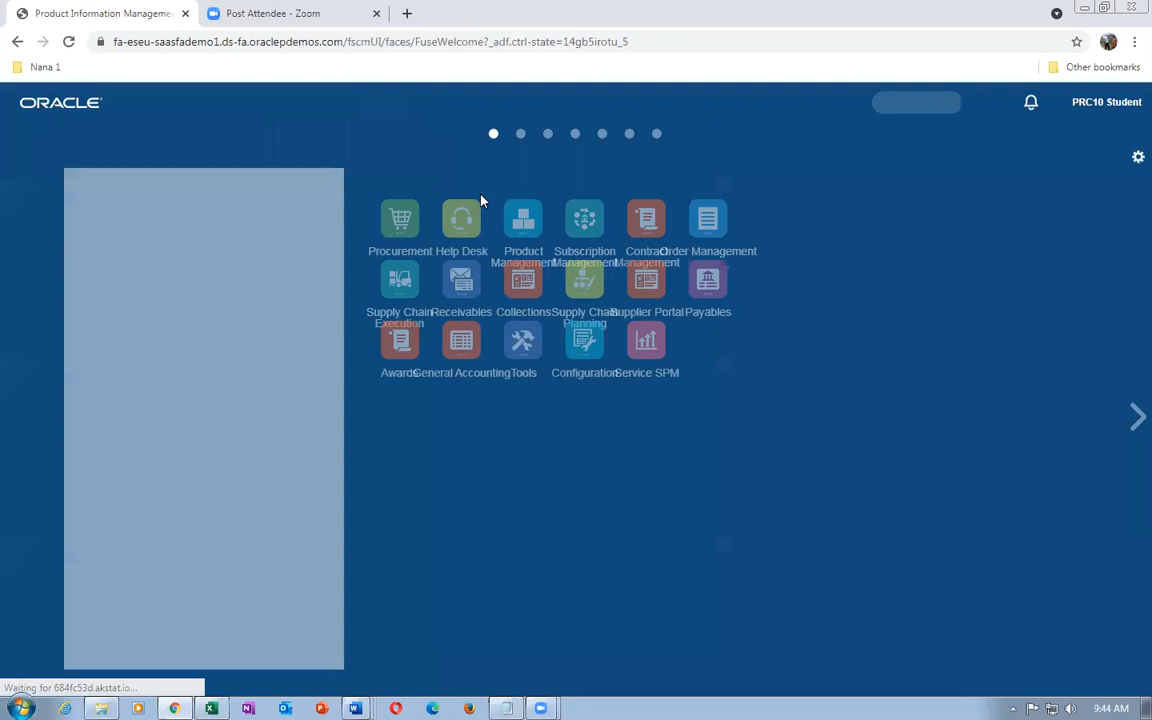 Product Information Manageme
Post Attendee - Zoom
fa-eseu-saasfademo1.ds-fa.oraclepdemos.com/fscmUI/faces/FuseWelcome?_adf.ctrl-state=14gb5irotu_5
Nana 1
Other bookmarks
ORACLE
PRC10 Student
Procurement
Help Desk
Product Management
Subscription Management
Contract Management
Order Management
Supply Chain Execution
Receivables
Collections
Supply Chain Planning
Supplier Portal
Payables
Awards
General Accounting
Tools
Configuration
Service SPM
Waiting for 684fc53d.akstat.io...
9:44 AM